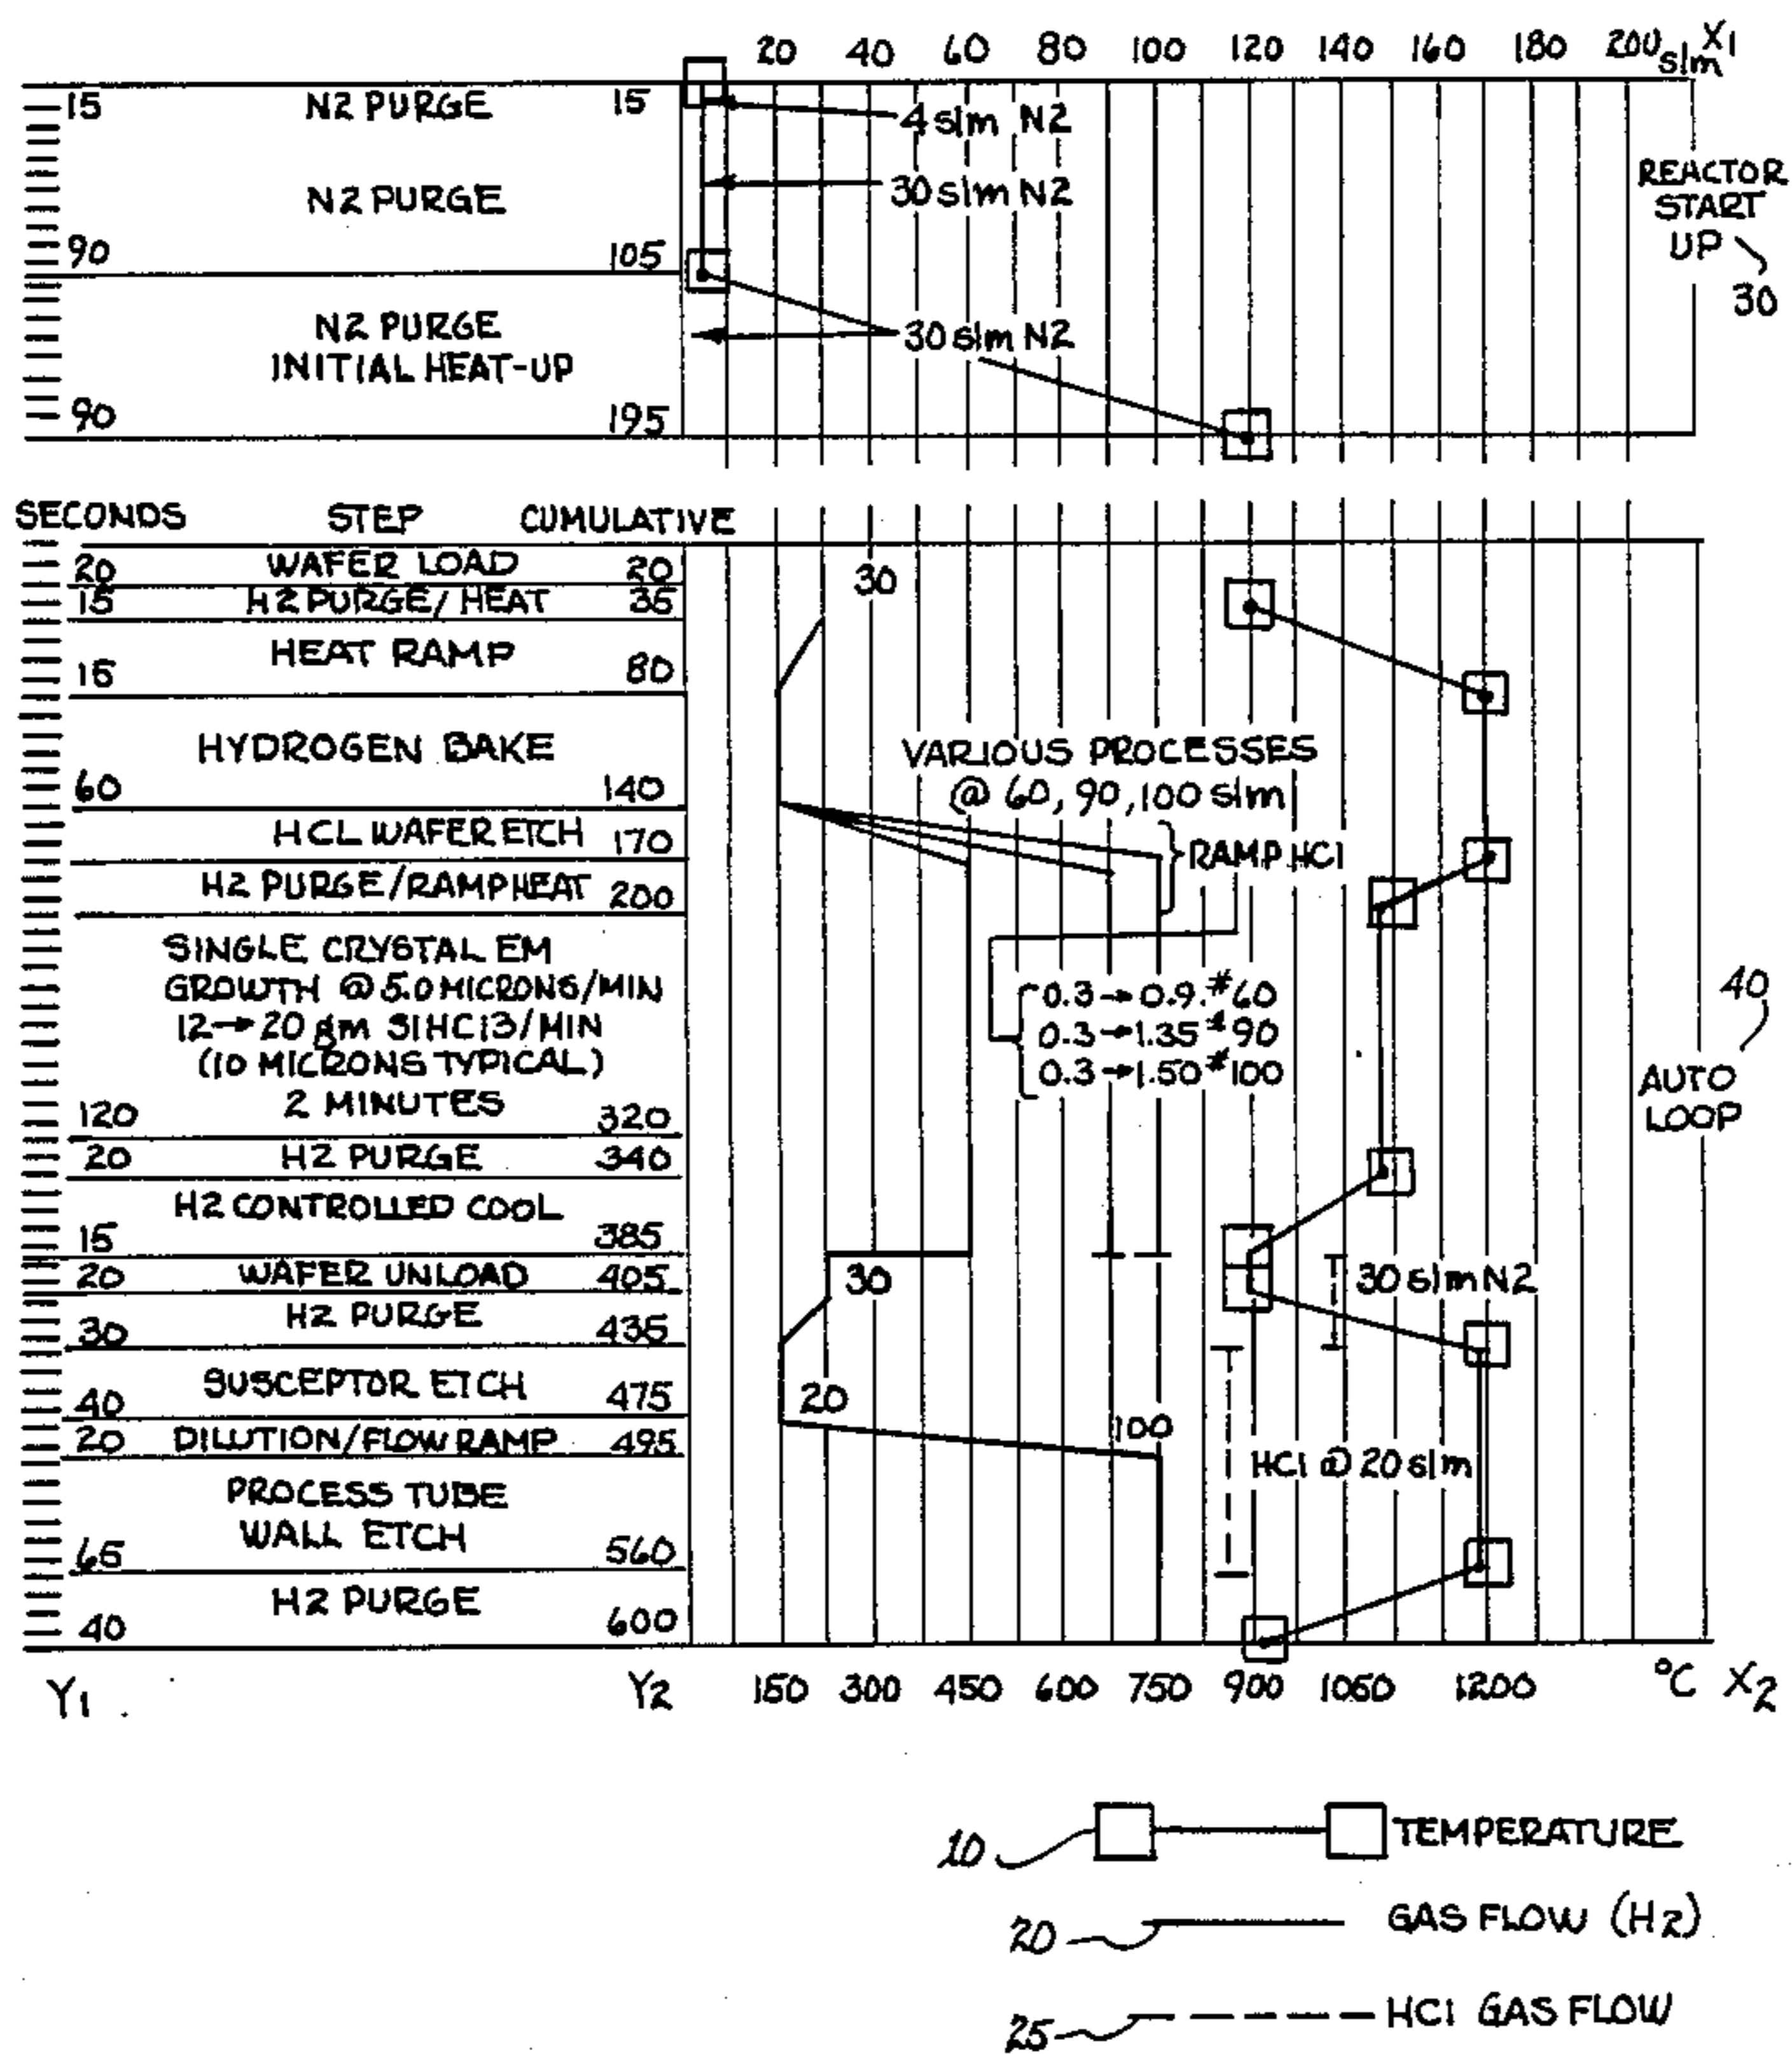 20 40 60 80 100 120 140 160 180 200 slm X1
15 N2 PURGE 15
4 slm N2
N2 PURGE
30 slm N2
90 105
REACTOR
START
UP
30
N2 PURGE
INITIAL HEAT-UP
30 slm N2
90 195
SECONDS STEP CUMULATIVE
20 WAFER LOAD 20
30
15 H2 PURGE/HEAT 35
HEAT RAMP
15 80
HYDROGEN BAKE
60 140
VARIOUS PROCESSES
@ 60, 90, 100 slm
HCL WAFER ETCH 170
RAMP HCl
H2 PURGE/RAMP HEAT 200
SINGLE CRYSTAL EM
GROWTH @ 5.0 MICRONS/MIN
12→20 gm SIHCl3/MIN
(10 MICRONS TYPICAL)
2 MINUTES
120 320
0.3→0.9.#60
0.3→1.35#90
0.3→1.50#100
40
AUTO
LOOP
20 H2 PURGE 340
H2 CONTROLLED COOL
15 385
20 WAFER UNLOAD 405
30
30 slm N2
H2 PURGE
30 435
SUSCEPTOR ETCH
40 475
20
100
20 DILUTION/FLOW RAMP 495
HCl @ 20 slm
PROCESS TUBE
WALL ETCH
65 560
H2 PURGE
40 600
Y1 Y2 150 300 450 600 750 900 1050 1200 °C X2
10 TEMPERATURE
20 GAS FLOW (H2)
25 HCl GAS FLOW